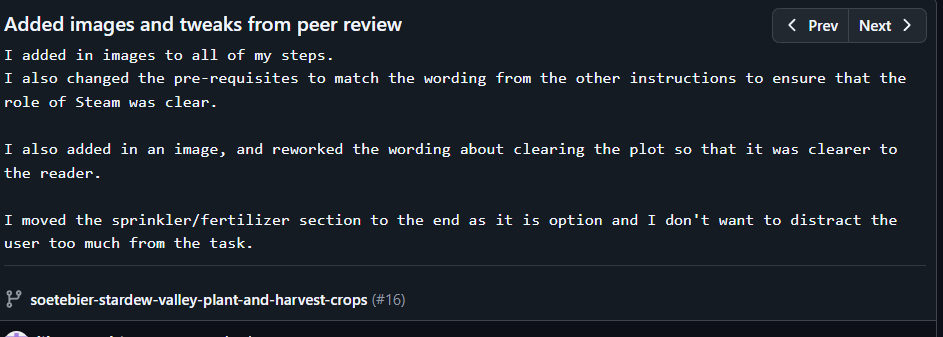 Added images and tweaks from peer review
Prev
Next
I added in images to all of my steps.
I also changed the pre-requisites to match the wording from the other instructions to ensure that the
role of Steam was clear.
I also added in an image, and reworked the wording about clearing the plot so that it was clearer to
the reader.
I moved the sprinkler/fertilizer section to the end as it is option and I don't want to distract the
user too much from the task.
soetebier-stardew-valley-plant-and-harvest-crops (#16)